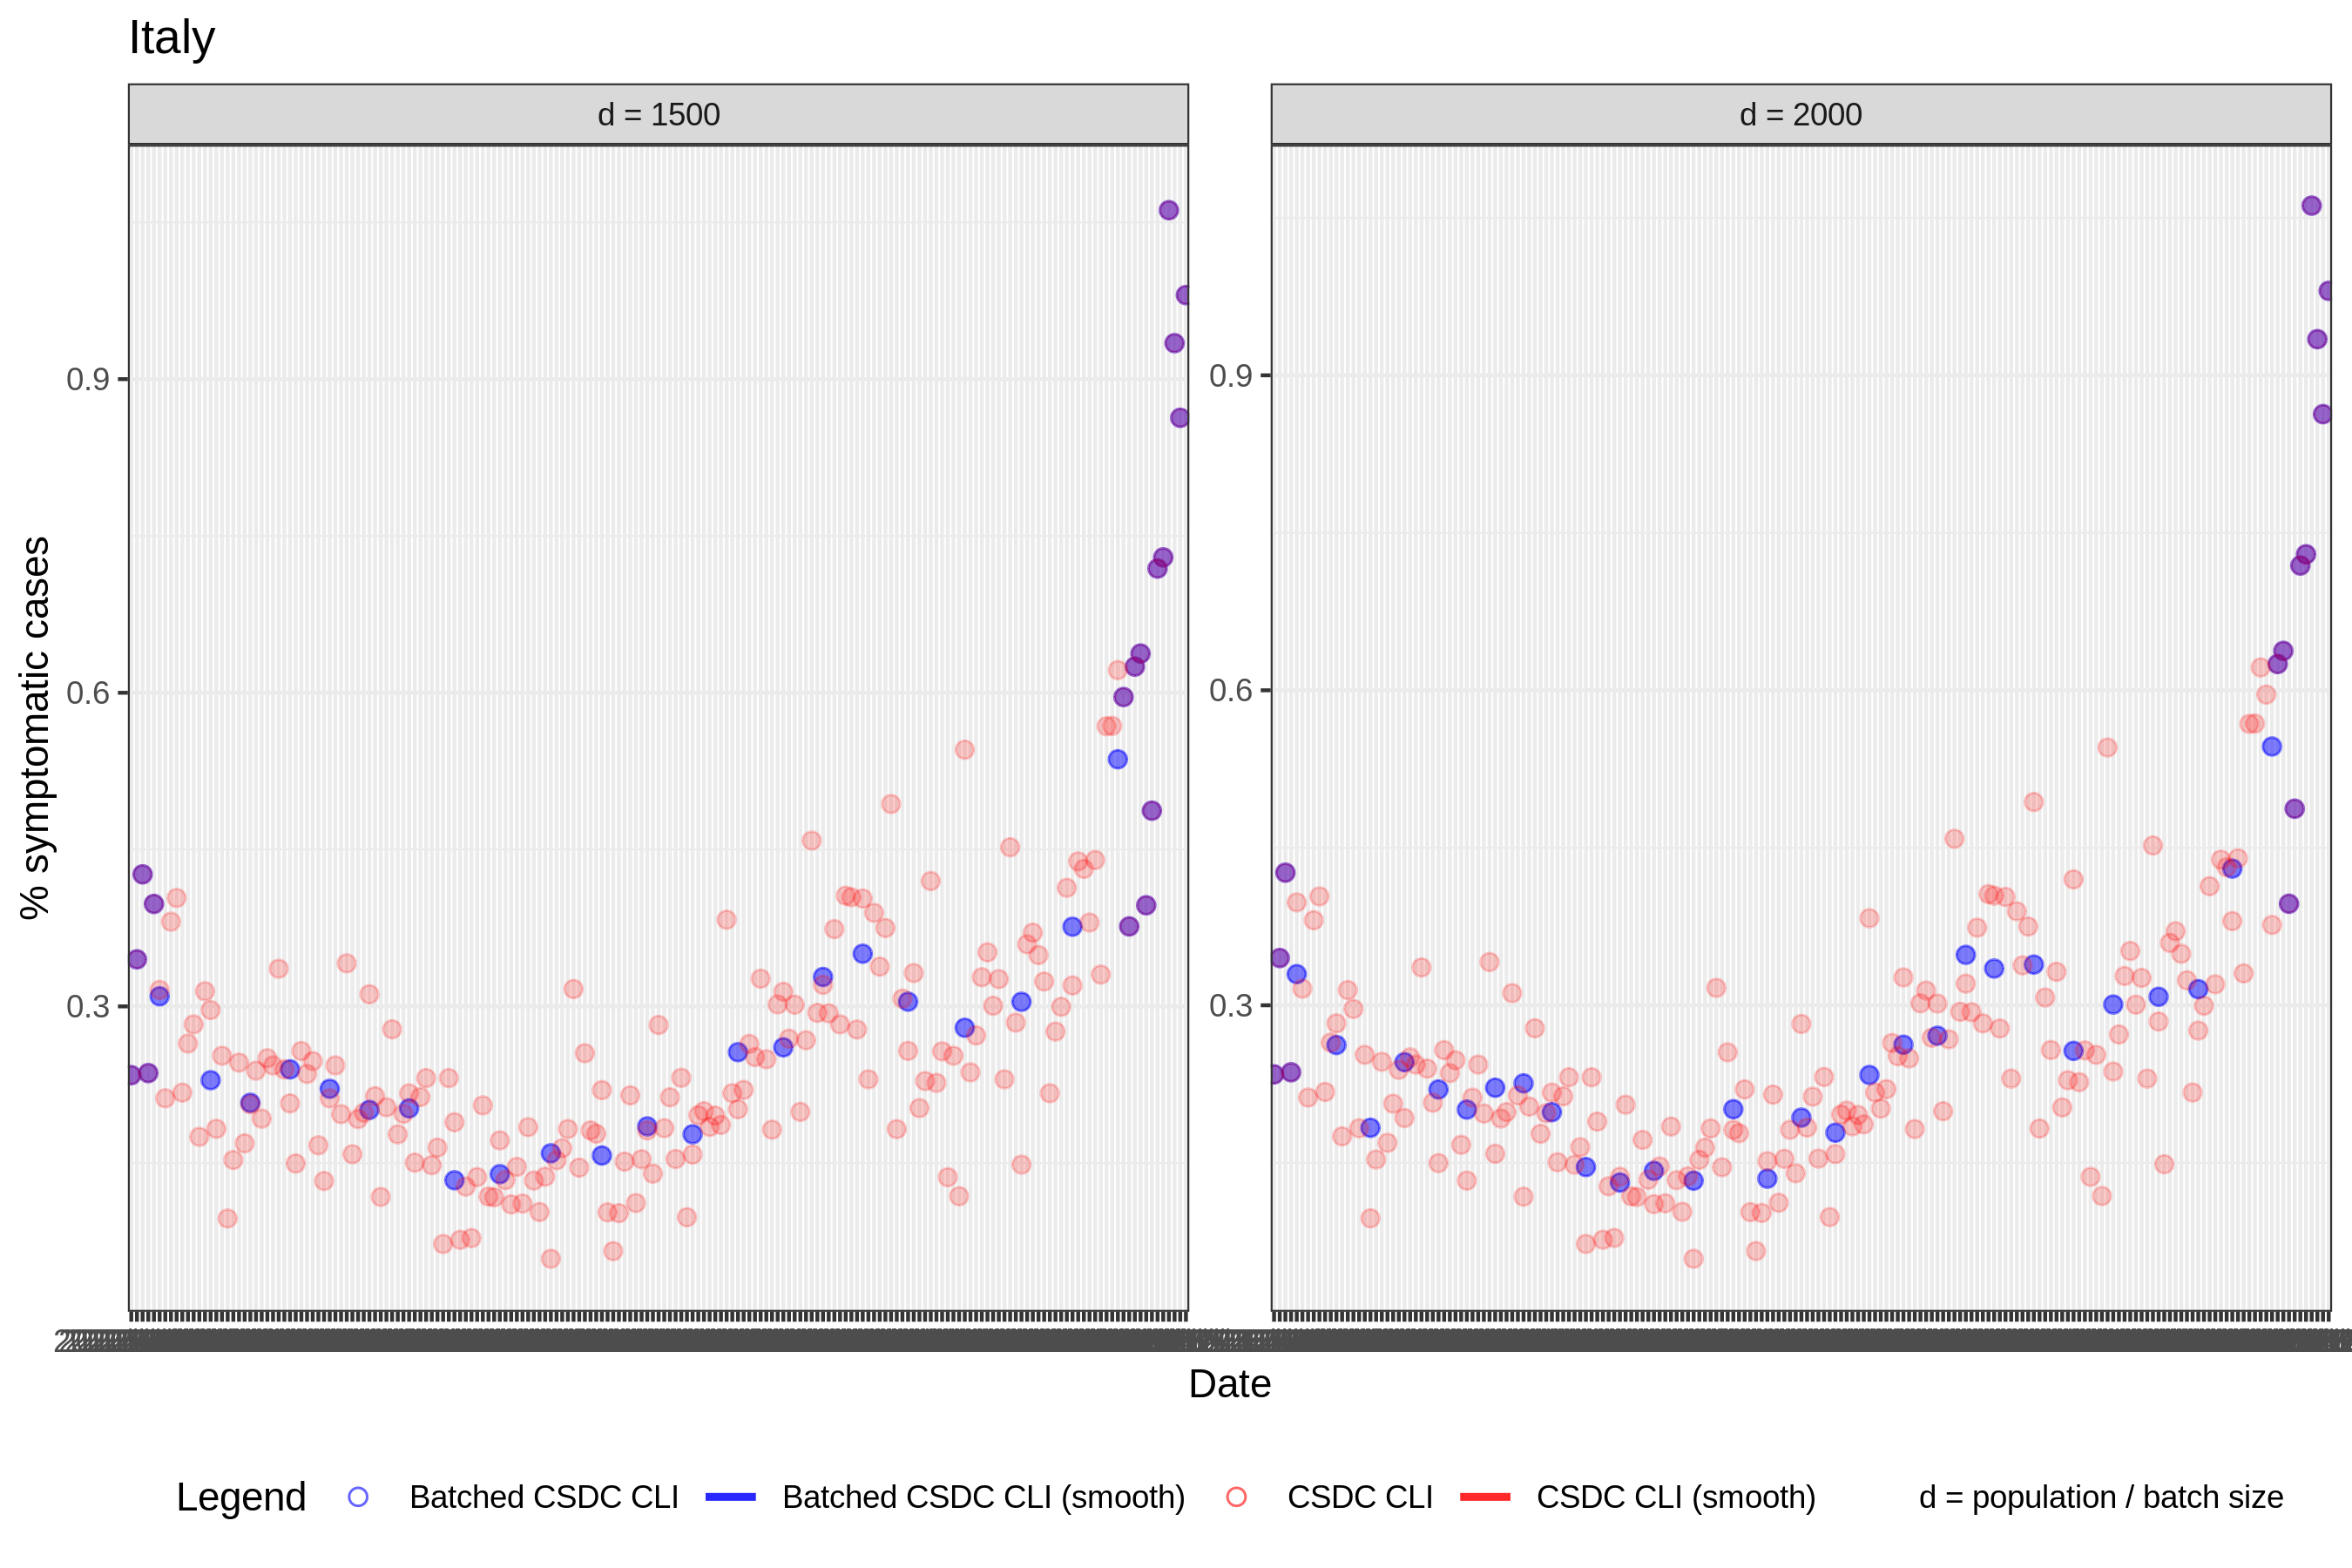 Italy
d = 1500
d = 2000
% symptomatic cases
0.9
0.6
0.3
0.9
0.6
0.3
Date
Legend
Batched CSDC CLI
Batched CSDC CLI (smooth)
CSDC CLI
CSDC CLI (smooth)
d = population / batch size